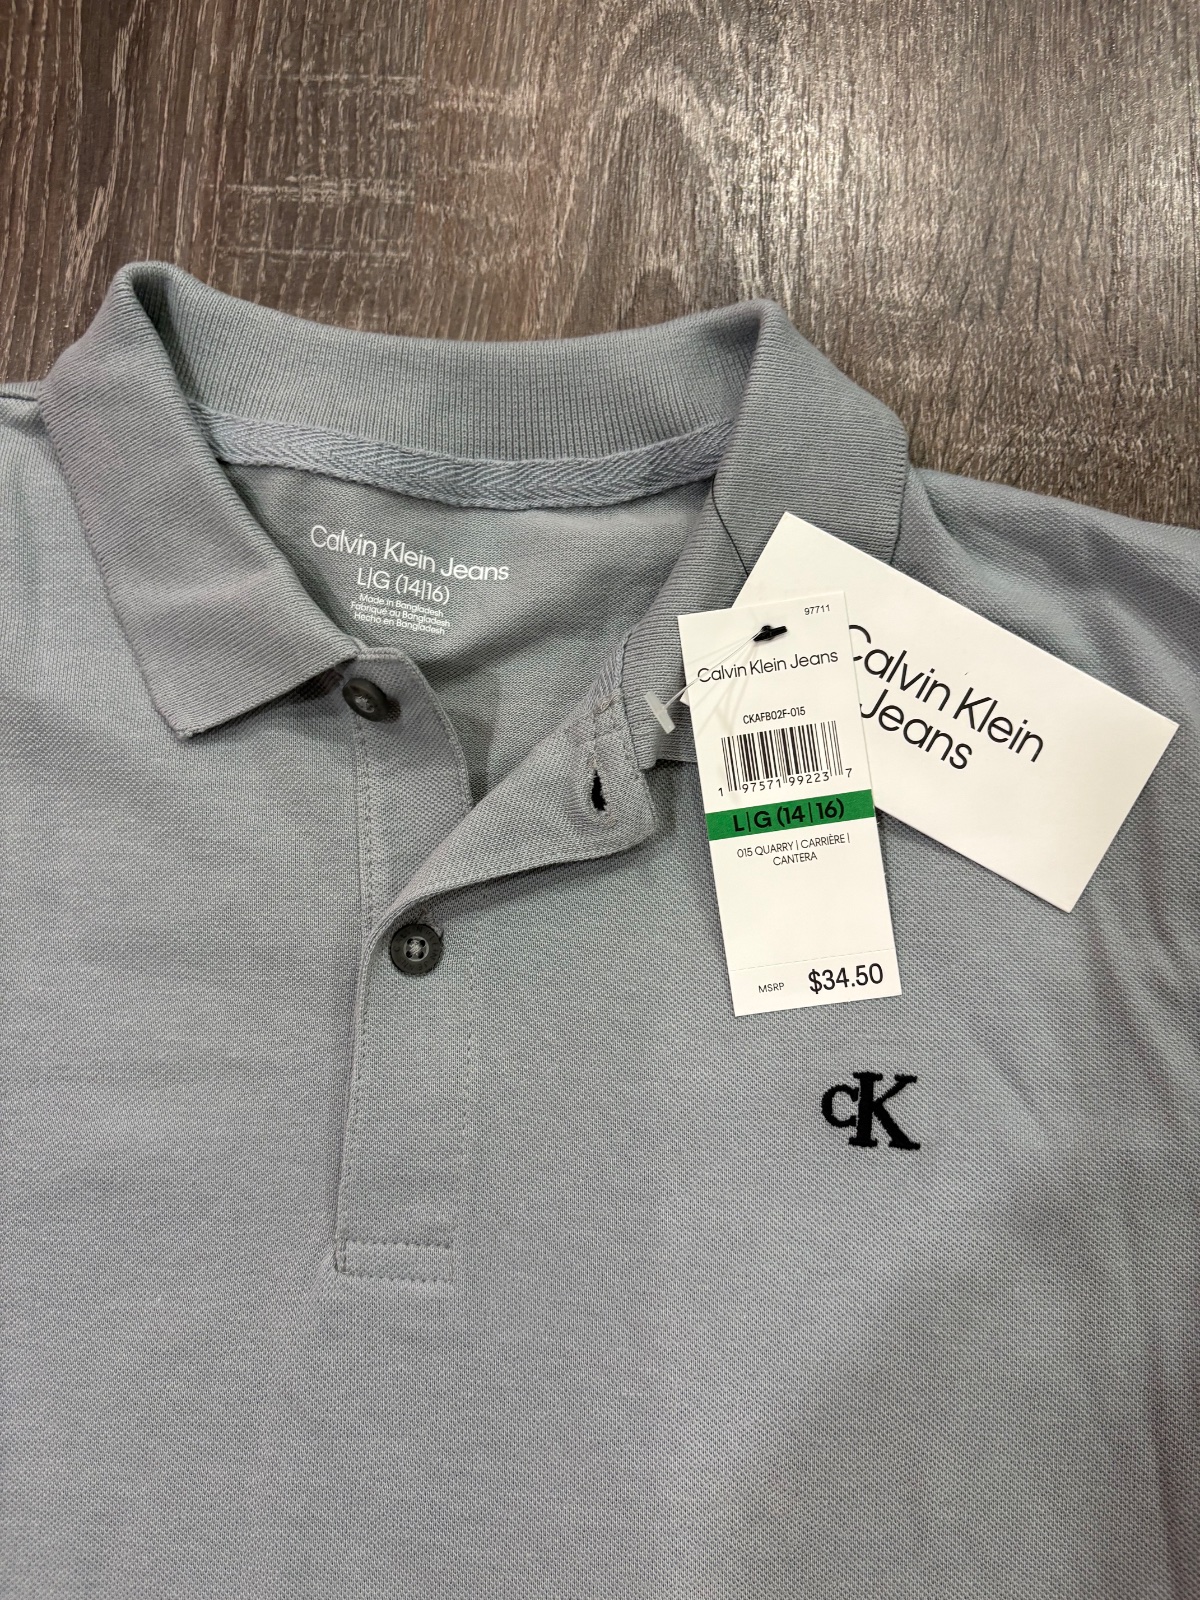 Calvin Klein Jeans
L|G (14|16)
Made in Bangladesh
Fabriqué au Bangladesh
Hecho en Bangladesh
97711
Calvin Klein Jeans
CKAFB02F-015
1 97571 99223 7
L|G (14|16)
015 QUARRY | CARRIÈRE |
CANTERA
MSRP $34.50
Calvin Klein
Jeans
CK